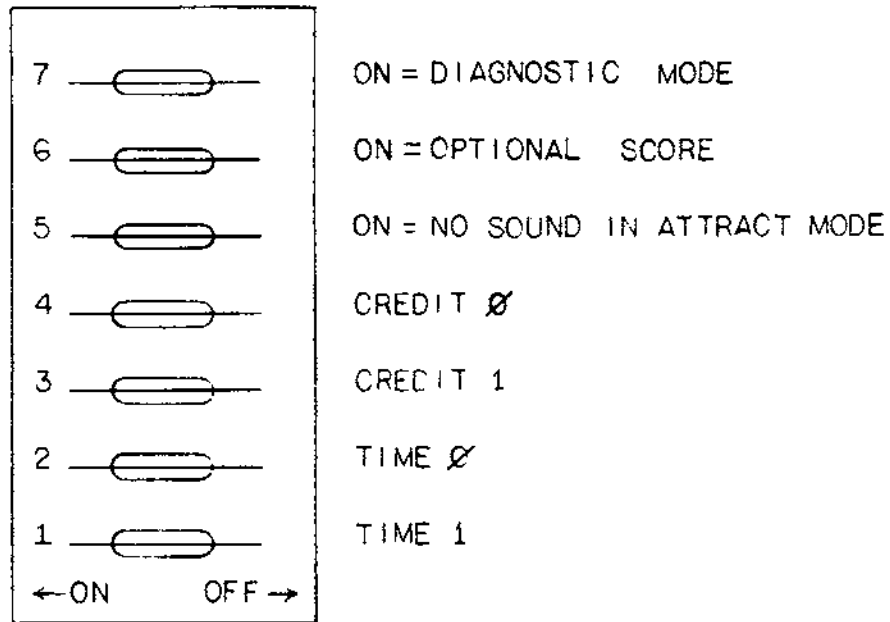 7 ON = DIAGNOSTIC MODE
6 ON = OPTIONAL SCORE
5 ON = NO SOUND IN ATTRACT MODE
4 CREDIT Ø
3 CREDIT 1
2 TIME Ø
1 TIME 1
←ON OFF→